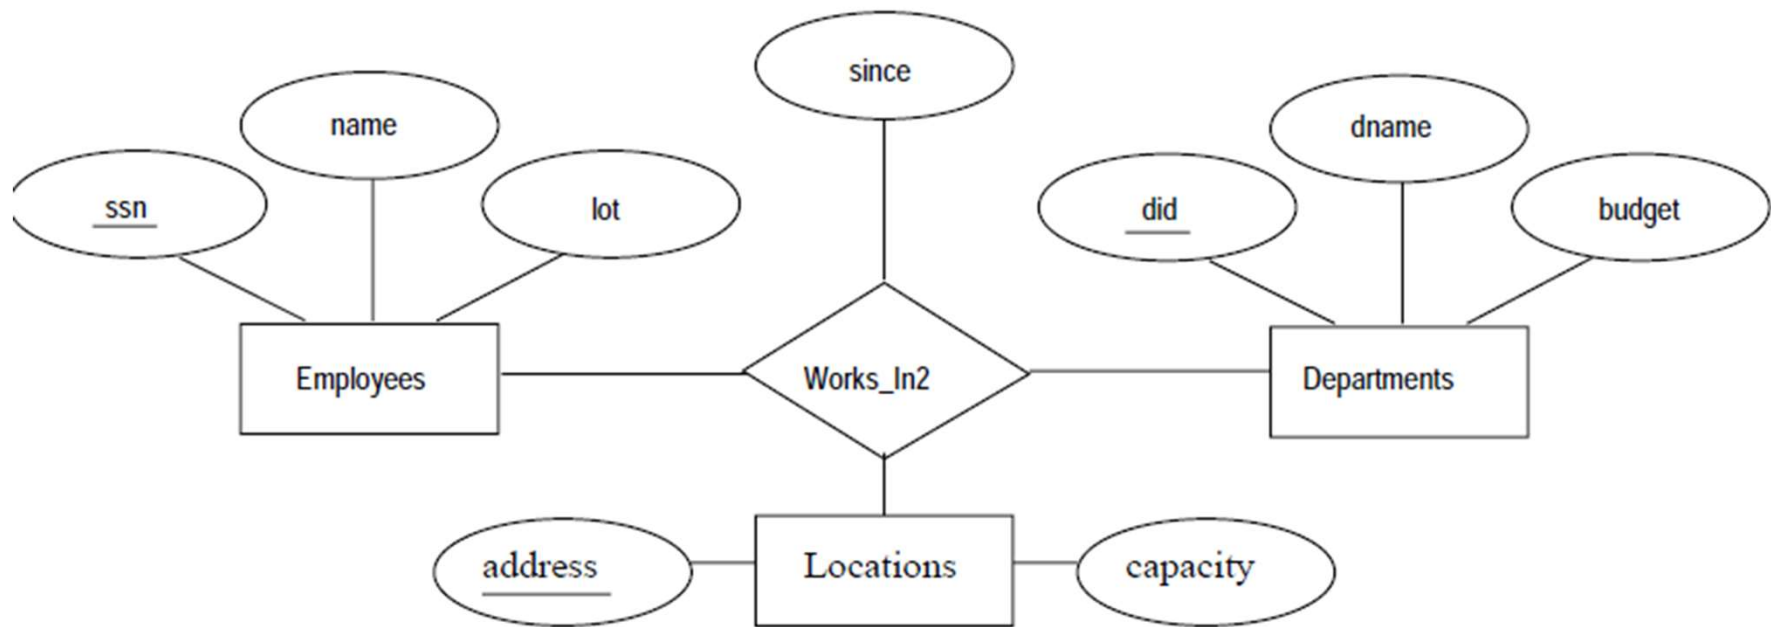 since
name
dname
ssn
lot
did
budget
Employees
Works_In2
Departments
address
Locations
capacity